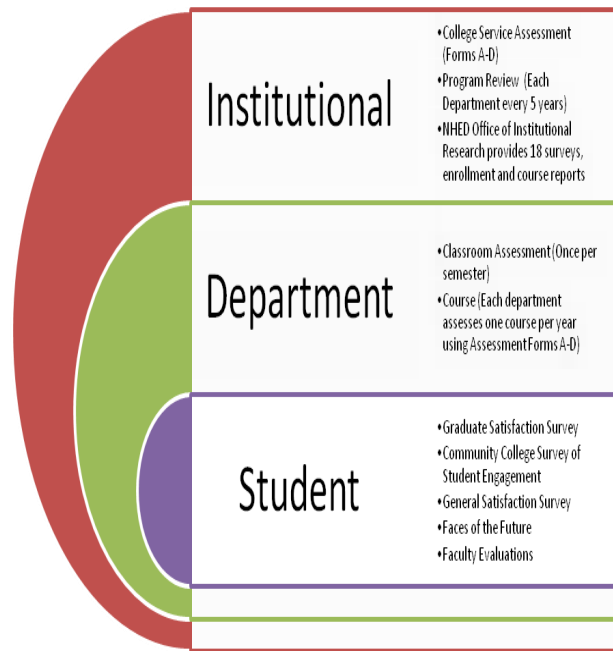 Institutional
•College Service Assessment
(Forms A-D)
•Program Review (Each
Department every 5 years)
•NHED Office of Institutional
Research provides 18 surveys,
enrollment and course reports
Department
•Classroom Assessment (Once per
semester)
•Course (Each department
assesses one course per year
using Assessment Forms A-D)
Student
•Graduate Satisfaction Survey
•Community College Survey of
Student Engagement
•General Satisfaction Survey
•Faces of the Future
•Faculty Evaluations